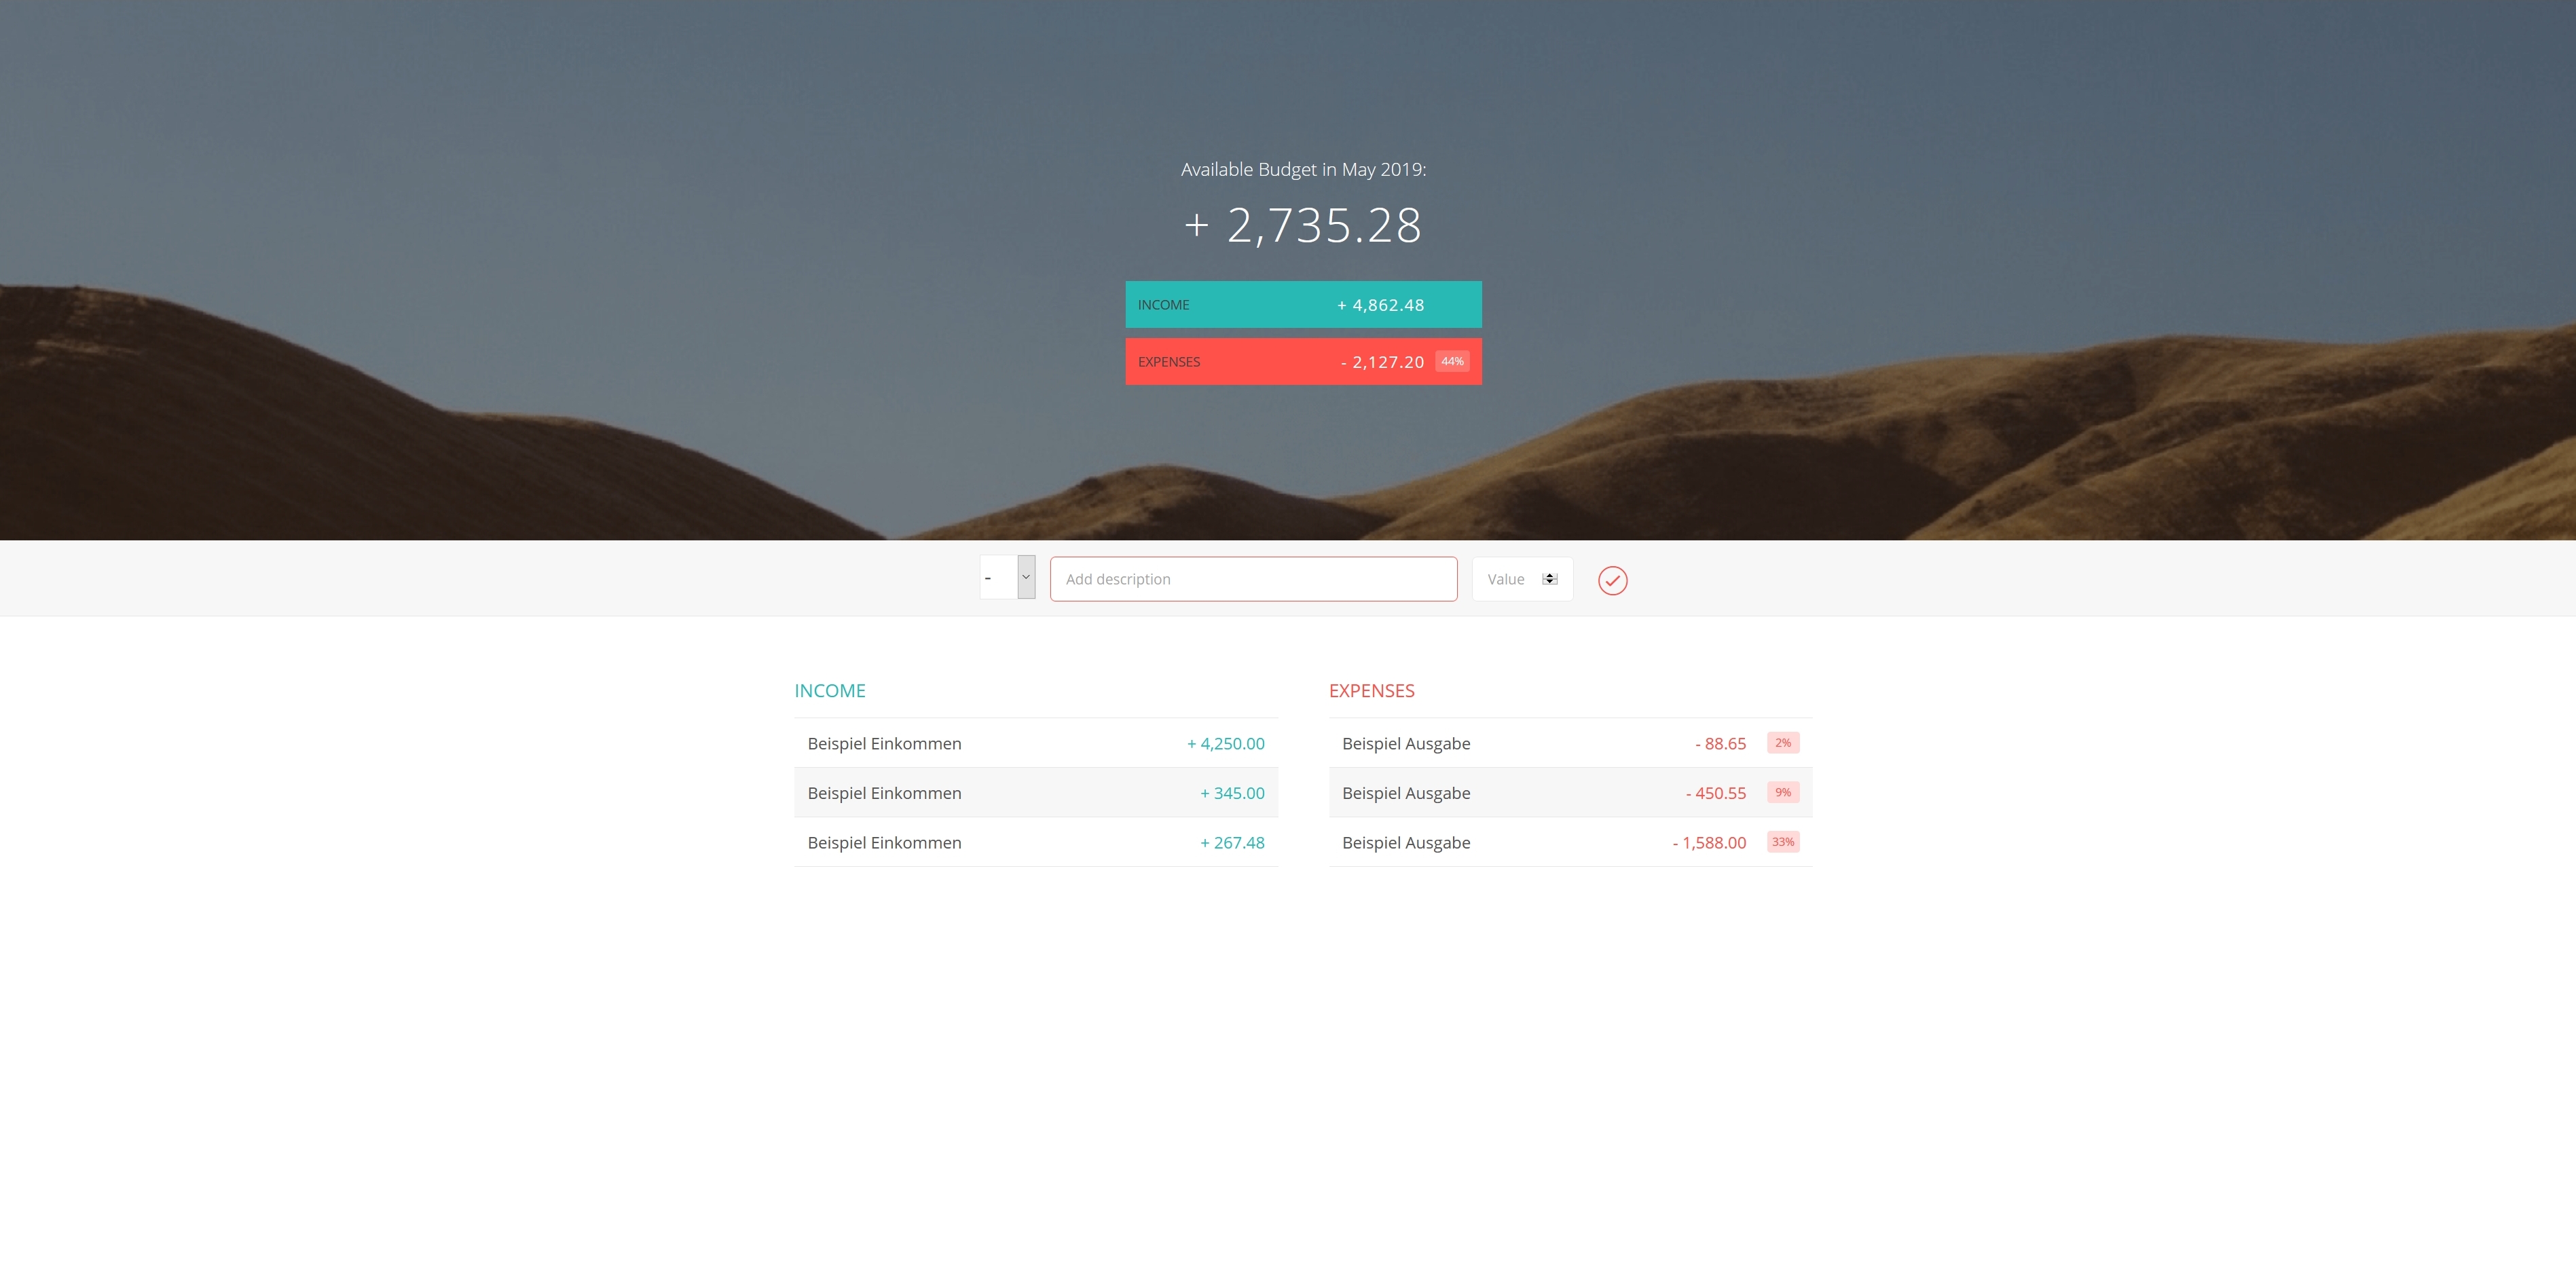 Available Budget in May 2019:
+ 2,735.28
INCOME + 4,862.48
EXPENSES - 2,127.20 44%
- Add description Value
INCOME
Beispiel Einkommen + 4,250.00
Beispiel Einkommen + 345.00
Beispiel Einkommen + 267.48
EXPENSES
Beispiel Ausgabe - 88.65 2%
Beispiel Ausgabe - 450.55 9%
Beispiel Ausgabe - 1,588.00 33%